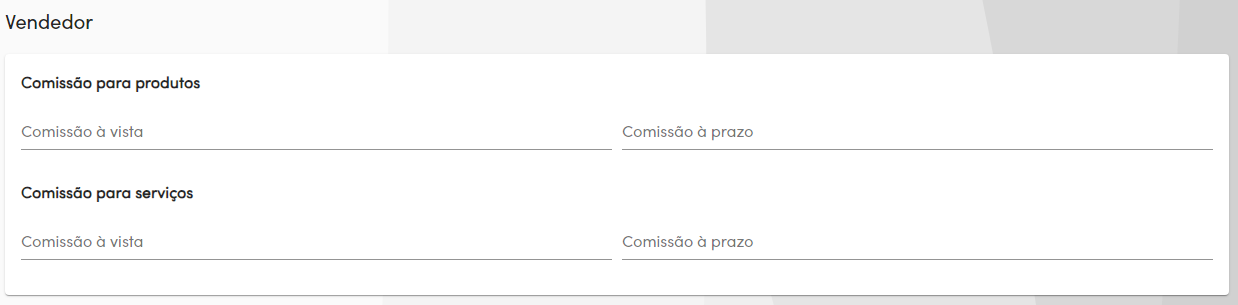 Vendedor
Comissão para produtos
Comissão à vista
Comissão à prazo
Comissão para serviços
Comissão à vista
Comissão à prazo